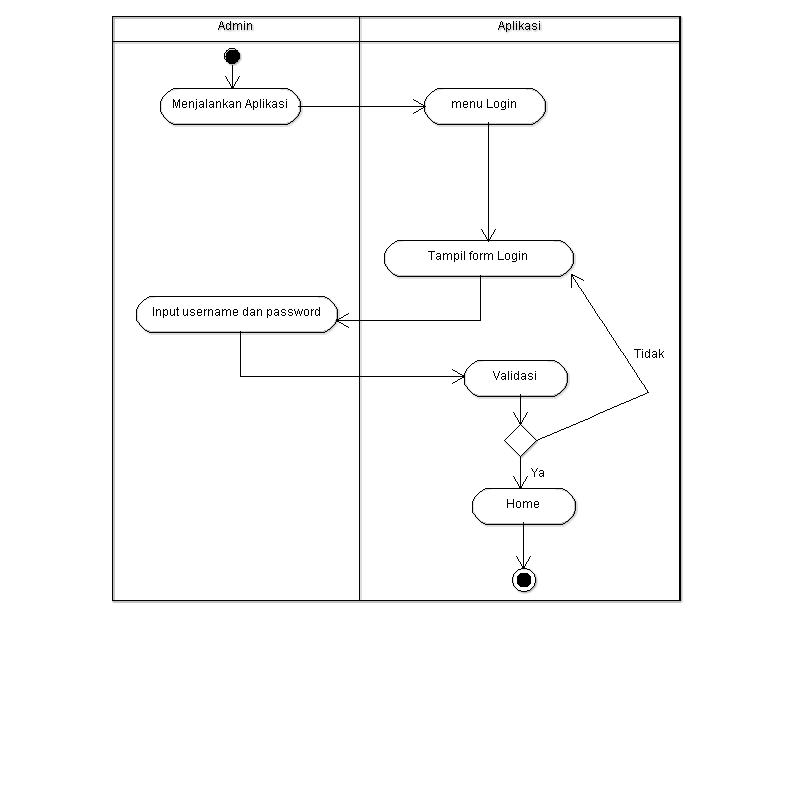 Admin
Aplikasi
Menjalankan Aplikasi
menu Login
Tampil form Login
Input username dan password
Tidak
Validasi
Ya
Home